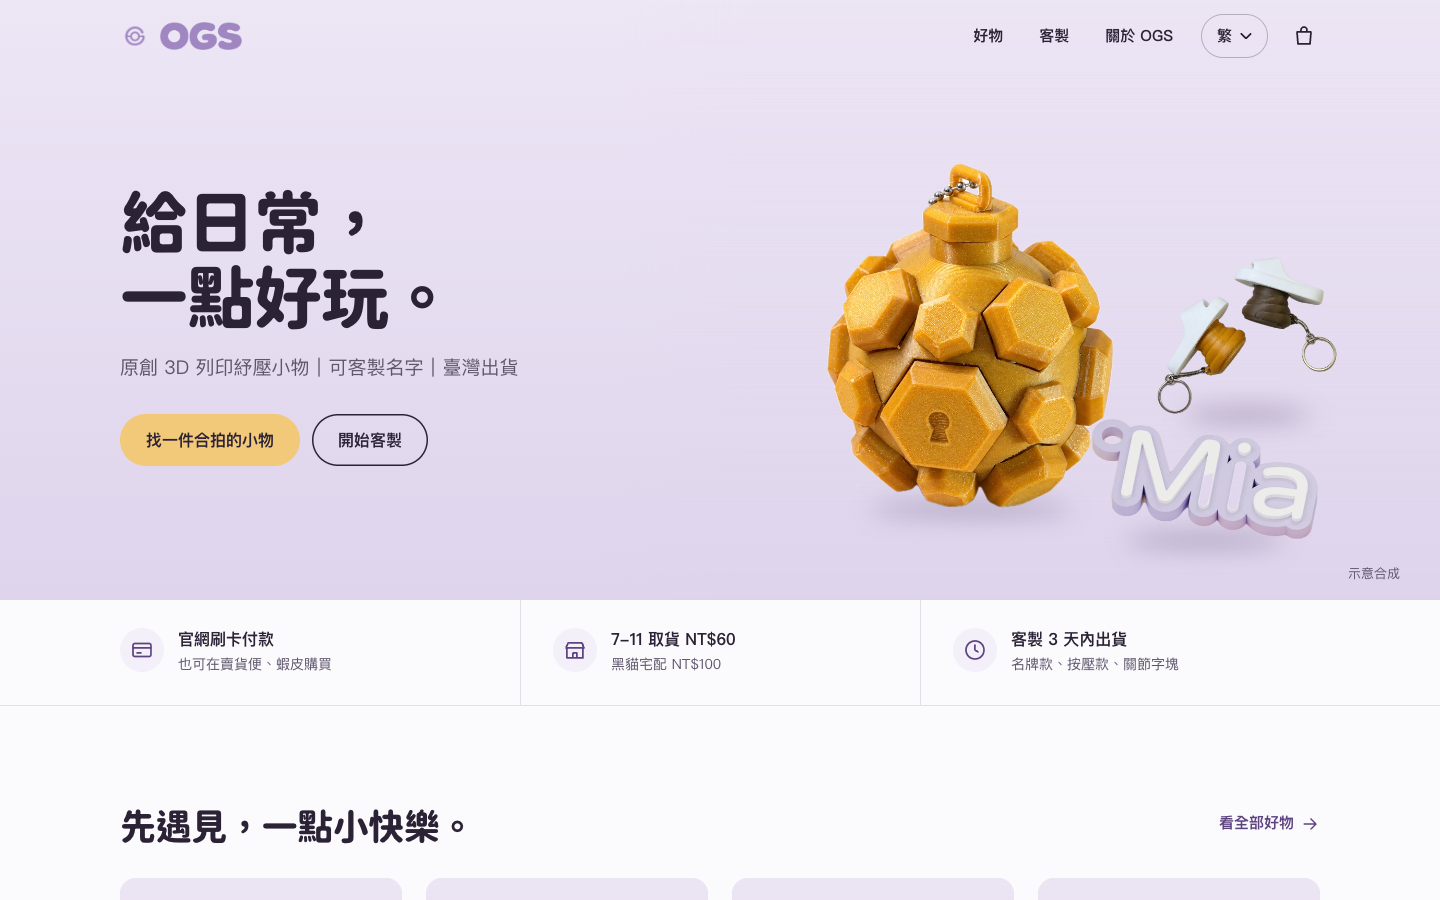 OGS
好物
客製
關於 OGS
繁
給日常，
一點好玩。
原創 3D 列印紓壓小物｜可客製名字｜臺灣出貨
找一件合拍的小物
開始客製
Mia
示意合成
官網刷卡付款
也可在賣貨便、蝦皮購買
7–11 取貨 NT$60
黑貓宅配 NT$100
客製 3 天內出貨
名牌款、按壓款、關節字塊
先遇見，一點小快樂。
看全部好物